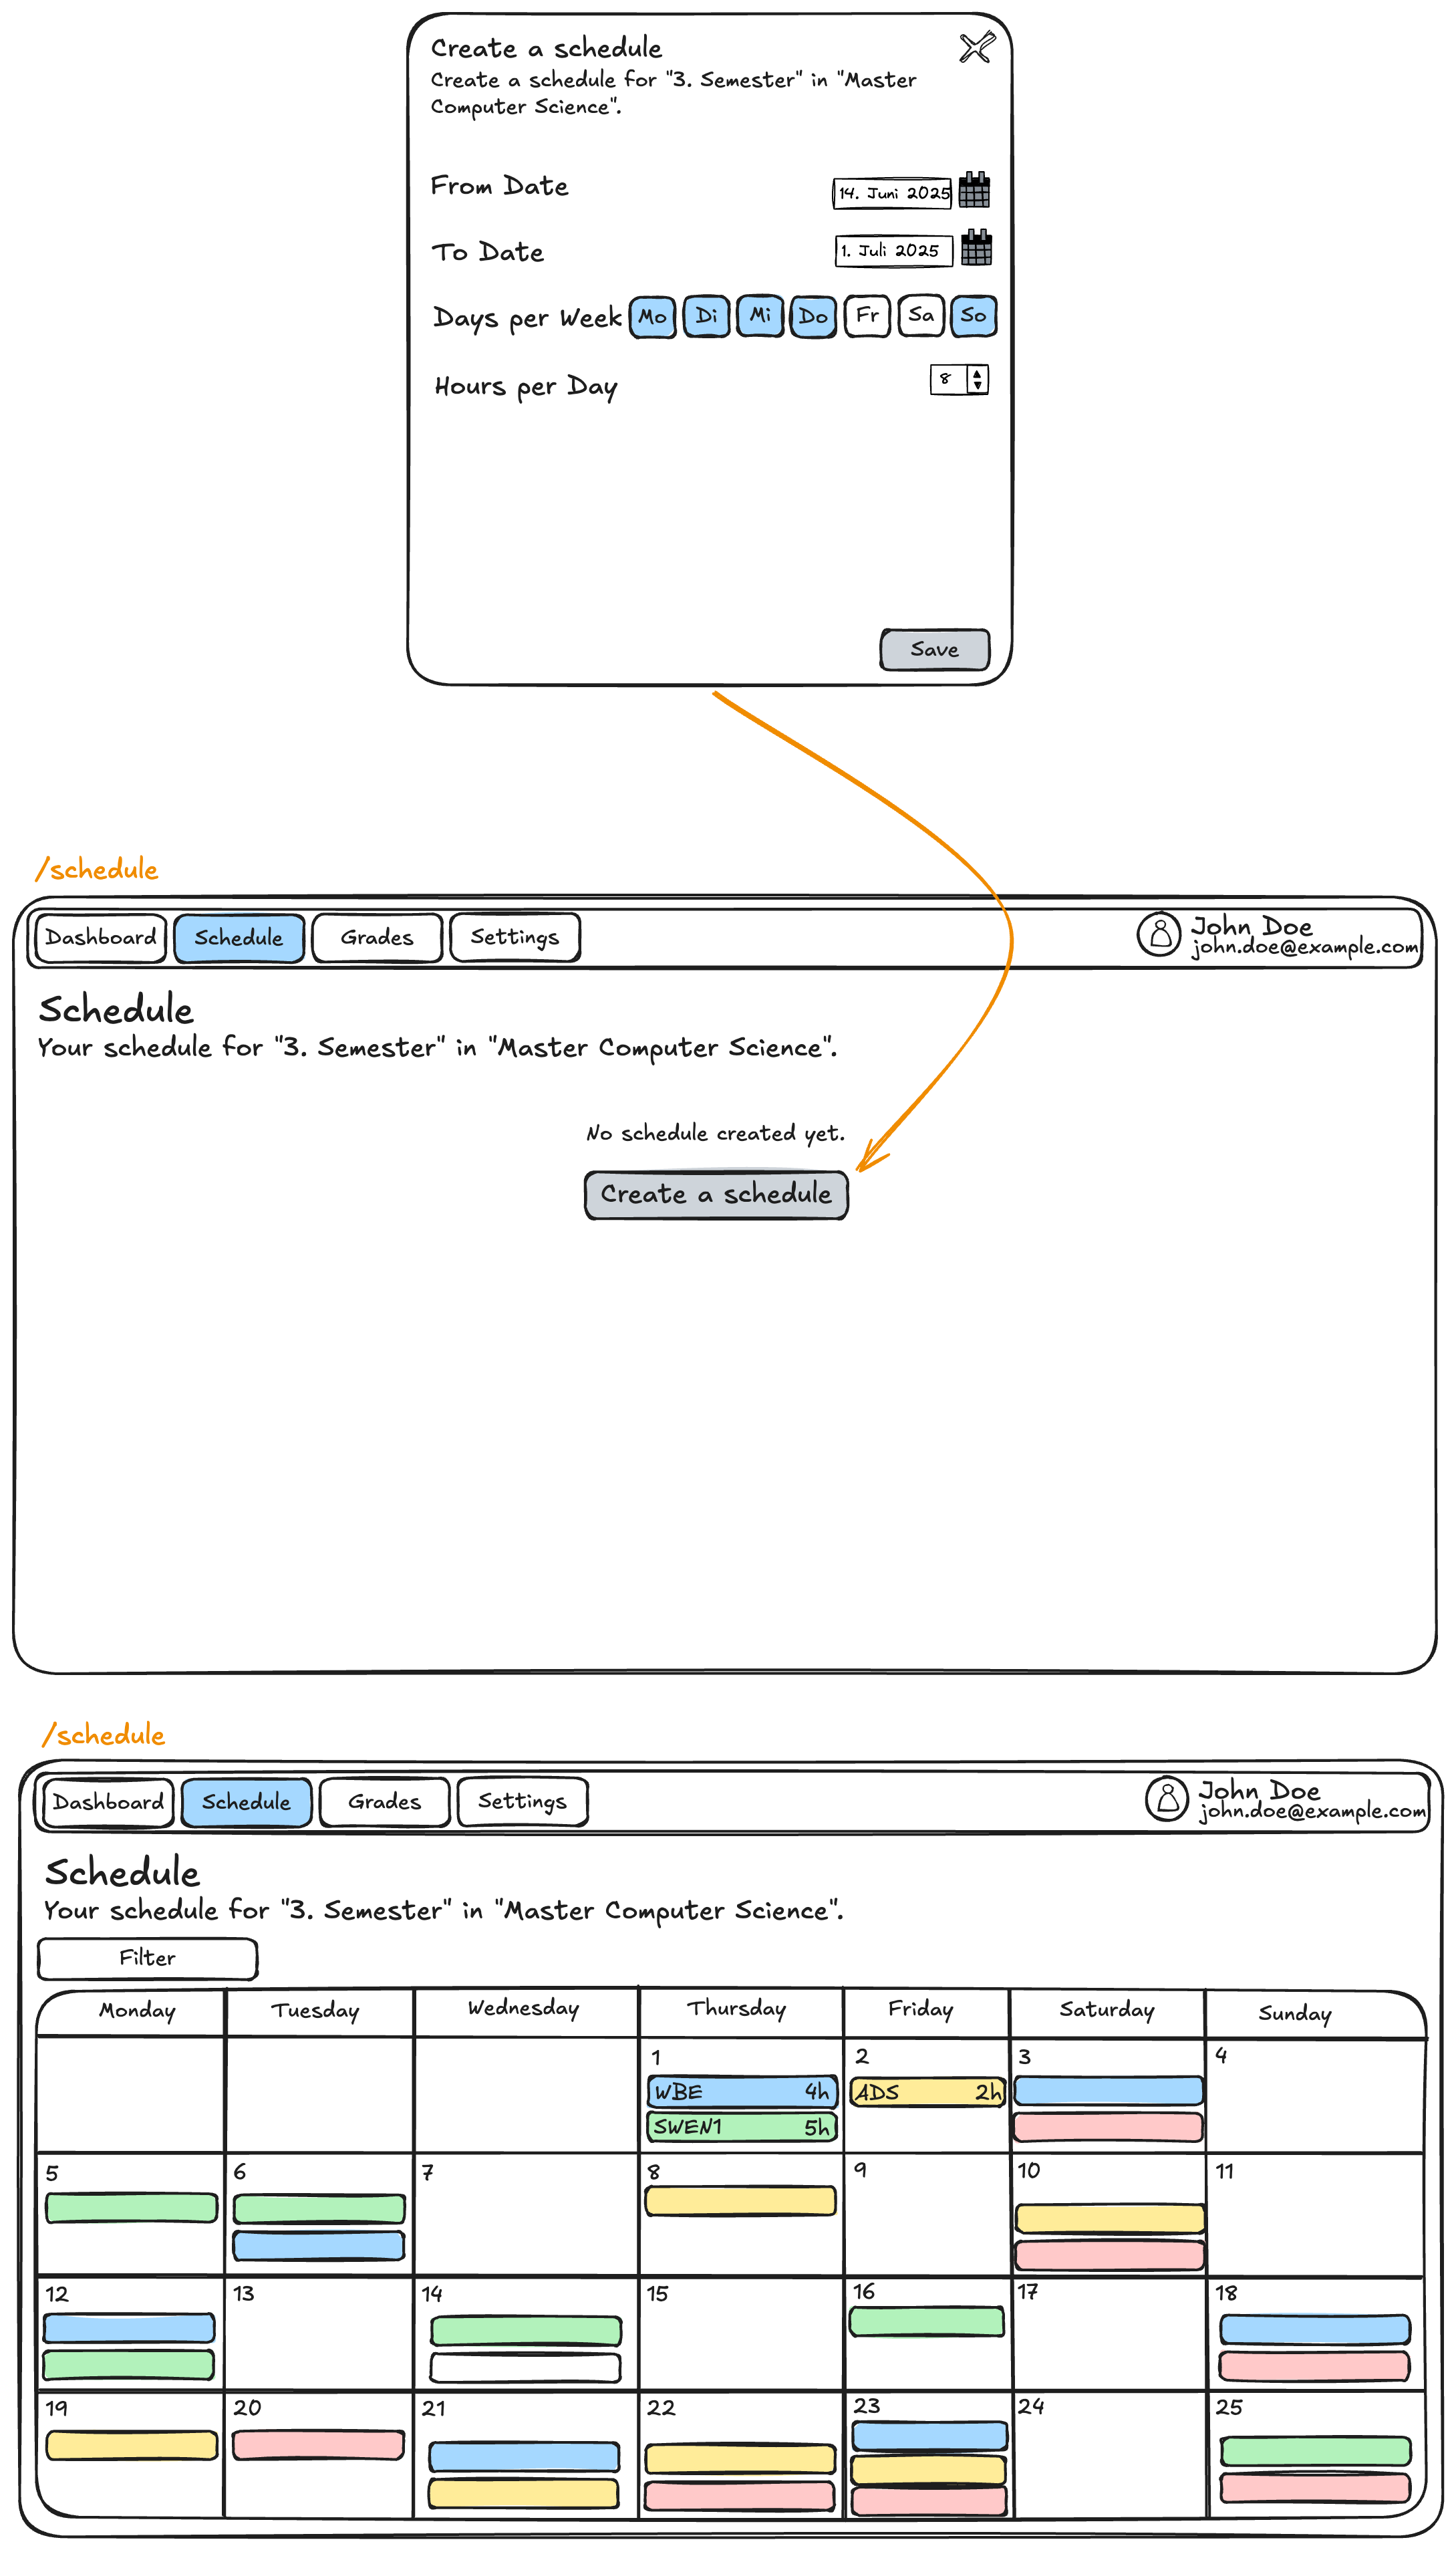 Create a schedule
Create a schedule for "3. Semester" in "Master
Computer Science".
From Date
14. Juni 2025
To Date
1. Juli 2025
Days per Week Mo Di Mi Do Fr Sa So
Hours per Day
8
Save
/schedule
Dashboard Schedule Grades Settings
John Doe
john.doe@example.com
Schedule
Your schedule for "3. Semester" in "Master Computer Science".
No schedule created yet.
Create a schedule
/schedule
Dashboard Schedule Grades Settings
John Doe
john.doe@example.com
Schedule
Your schedule for "3. Semester" in "Master Computer Science".
Filter
Monday Tuesday Wednesday Thursday Friday Saturday Sunday
1 2 3 4
WBE 4h ADS 2h
SWEN1 5h
5 6 7 8 9 10 11
12 13 14 15 16 17 18
19 20 21 22 23 24 25